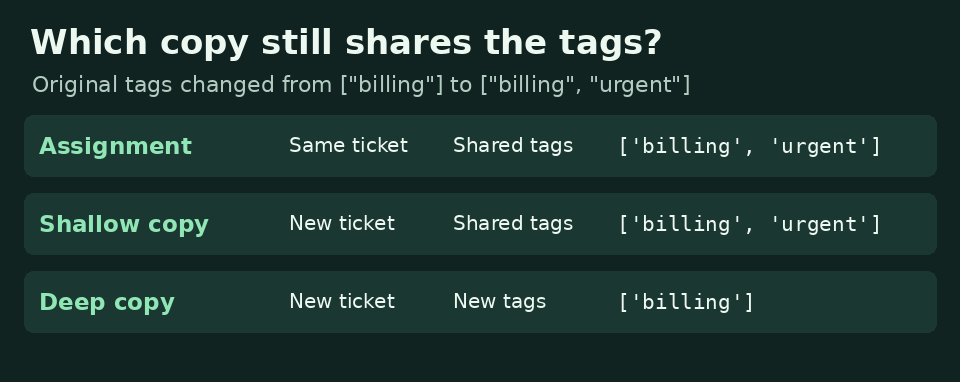 Which copy still shares the tags?
Original tags changed from ["billing"] to ["billing", "urgent"]
Assignment Same ticket Shared tags ['billing', 'urgent']
Shallow copy New ticket Shared tags ['billing', 'urgent']
Deep copy New ticket New tags ['billing']